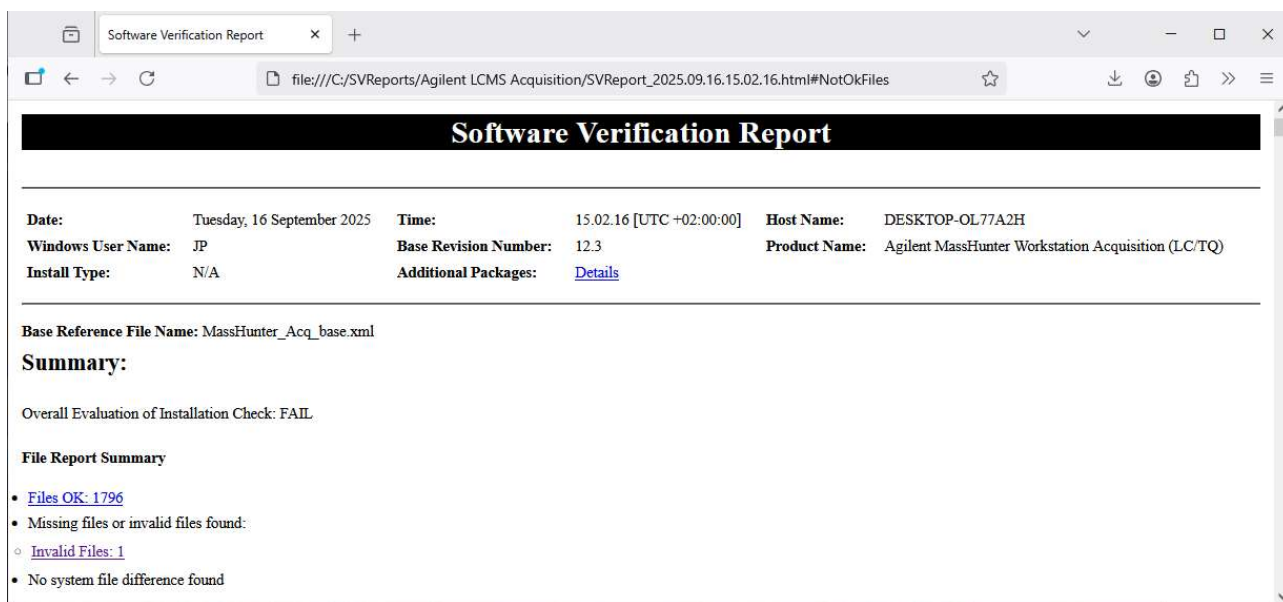 Software Verification Report
file:///C:/SVReports/Agilent LCMS Acquisition/SVReport_2025.09.16.15.02.16.html#NotOkFiles
Software Verification Report
Date: Tuesday, 16 September 2025 Time: 15.02.16 [UTC +02:00:00] Host Name: DESKTOP-OL77A2H
Windows User Name: JP Base Revision Number: 12.3 Product Name: Agilent MassHunter Workstation Acquisition (LC/TQ)
Install Type: N/A Additional Packages: Details
Base Reference File Name: MassHunter_Acq_base.xml
Summary:
Overall Evaluation of Installation Check: FAIL
File Report Summary
Files OK: 1796
Missing files or invalid files found:
Invalid Files: 1
No system file difference found